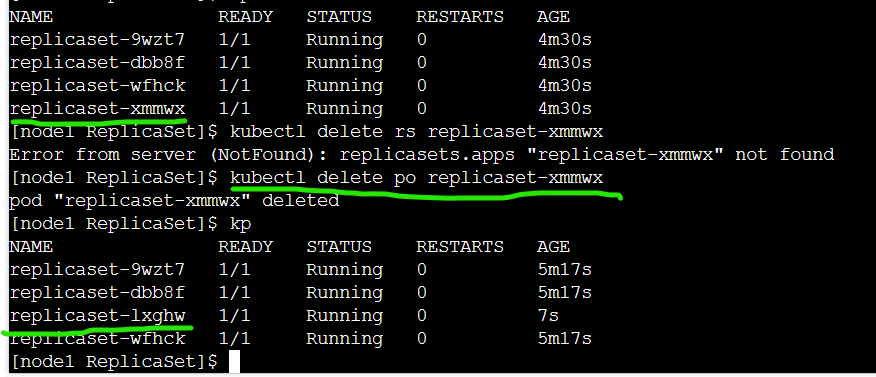 NAME READY STATUS RESTARTS AGE
replicaset-9wzt7 1/1 Running 0 4m30s
replicaset-dbb8f 1/1 Running 0 4m30s
replicaset-wfhck 1/1 Running 0 4m30s
replicaset-xmmwx 1/1 Running 0 4m30s
[node1 ReplicaSet]$ kubectl delete rs replicaset-xmmwx
Error from server (NotFound): replicasets.apps "replicaset-xmmwx" not found
[node1 ReplicaSet]$ kubectl delete po replicaset-xmmwx
pod "replicaset-xmmwx" deleted
[node1 ReplicaSet]$ kp
NAME READY STATUS RESTARTS AGE
replicaset-9wzt7 1/1 Running 0 5m17s
replicaset-dbb8f 1/1 Running 0 5m17s
replicaset-lxghw 1/1 Running 0 7s
replicaset-wfhck 1/1 Running 0 5m17s
[node1 ReplicaSet]$